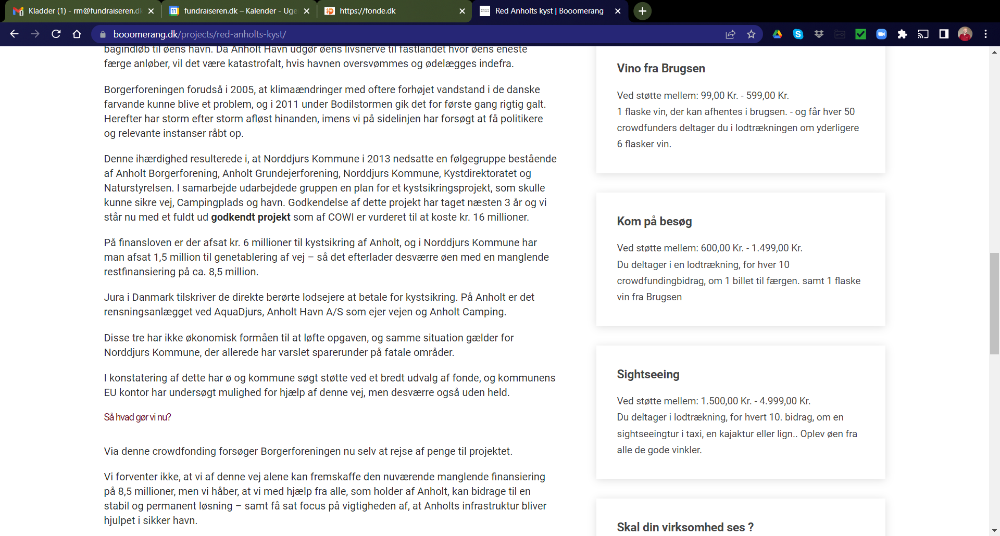 Kladder (1) - rm@fundraiseren.dk
fundraiseren.dk – Kalender - Uge
https://fonde.dk
Red Anholts kyst | Booomerang
booomerang.dk/projects/red-anholts-kyst/
bagindløb til øens havn. Da Anholt Havn udgør øens livsnerve til fastlandet hvor øens eneste
færge anløber, vil det være katastrofalt, hvis havnen oversvømmes og ødelægges indefra.
Borgerforeningen forudså i 2005, at klimaændringer med oftere forhøjet vandstand i de danske
farvande kunne blive et problem, og i 2011 under Bodilstormen gik det for første gang rigtig galt.
Herefter har storm efter storm afløst hinanden, imens vi på sidelinjen har forsøgt at få politikere
og relevante instanser råbt op.
Denne ihærdighed resulterede i, at Norddjurs Kommune i 2013 nedsatte en følgegruppe bestående
af Anholt Borgerforening, Anholt Grundejerforening, Norddjurs Kommune, Kystdirektoratet og
Naturstyrelsen. I samarbejde udarbejdede gruppen en plan for et kystsikringsprojekt, som skulle
kunne sikre vej, Campingplads og havn. Godkendelse af dette projekt har taget næsten 3 år og vi
står nu med et fuldt ud godkendt projekt som af COWI er vurderet til at koste kr. 16 millioner.
På finansloven er der afsat kr. 6 millioner til kystsikring af Anholt, og i Norddjurs Kommune har
man afsat 1,5 million til genetablering af vej – så det efterlader desværre øen med en manglende
restfinansiering på ca. 8,5 million.
Jura i Danmark tilskriver de direkte berørte lodsejere at betale for kystsikring. På Anholt er det
rensningsanlægget ved AquaDjurs, Anholt Havn A/S som ejer vejen og Anholt Camping.
Disse tre har ikke økonomisk formåen til at løfte opgaven, og samme situation gælder for
Norddjurs Kommune, der allerede har varslet sparerunder på fatale områder.
I konstatering af dette har ø og kommune søgt støtte ved et bredt udvalg af fonde, og kommunens
EU kontor har undersøgt mulighed for hjælp af denne vej, men desværre også uden held.
Så hvad gør vi nu?
Via denne crowdfonding forsøger Borgerforeningen nu selv at rejse af penge til projektet.
Vi forventer ikke, at vi af denne vej alene kan fremskaffe den nuværende manglende finansiering
på 8,5 millioner, men vi håber, at vi med hjælp fra alle, som holder af Anholt, kan bidrage til en
stabil og permanent løsning – samt få sat focus på vigtigheden af, at Anholts infrastruktur bliver
hjulpet i sikker havn.
Vino fra Brugsen
Ved støtte mellem: 99,00 Kr. - 599,00 Kr.
1 flaske vin, der kan afhentes i brugsen. - og får hver 50
crowdfunders deltager du i lodtrækningen om yderligere
6 flasker vin.
Kom på besøg
Ved støtte mellem: 600,00 Kr. - 1.499,00 Kr.
Du deltager i en lodtrækning, for hver 10
crowdfundingbidrag, om 1 billet til færgen. samt 1 flaske
vin fra Brugsen
Sightseeing
Ved støtte mellem: 1.500,00 Kr. - 4.999,00 Kr.
Du deltager i lodtrækning, for hvert 10. bidrag, om en
sightseeingtur i taxi, en kajaktur eller lign.. Oplev øen fra
alle de gode vinkler.
Skal din virksomhed ses ?